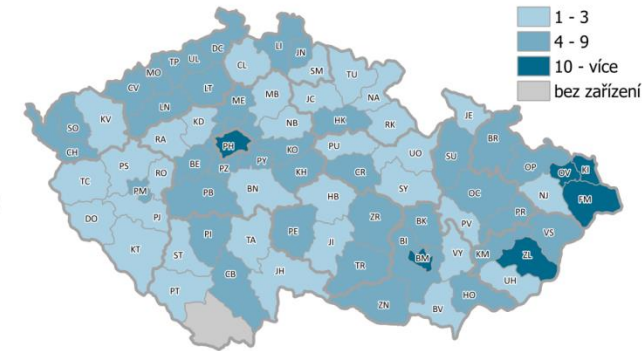 1 - 3
4 - 9
10 - více
bez zařízení
DC
LI
JN
TP
UL
MO
CV
LT
CL
SM
TU
LN
ME
MB
JC
NA
SO
KV
KD
NB
HK
RK
JE
CH
RA
PH
BR
PS
RO
BE
PZ
PY
KO
PU
UO
SU
OP
OV
KI
TC
PM
KH
CR
PB
BN
HB
SY
OC
NJ
FM
DO
PJ
PR
KT
ST
PI
TA
PE
JI
ZR
BK
PV
VS
BI
BM
VY
KM
ZL
PT
CB
JH
TR
ZN
HO
UH
BV